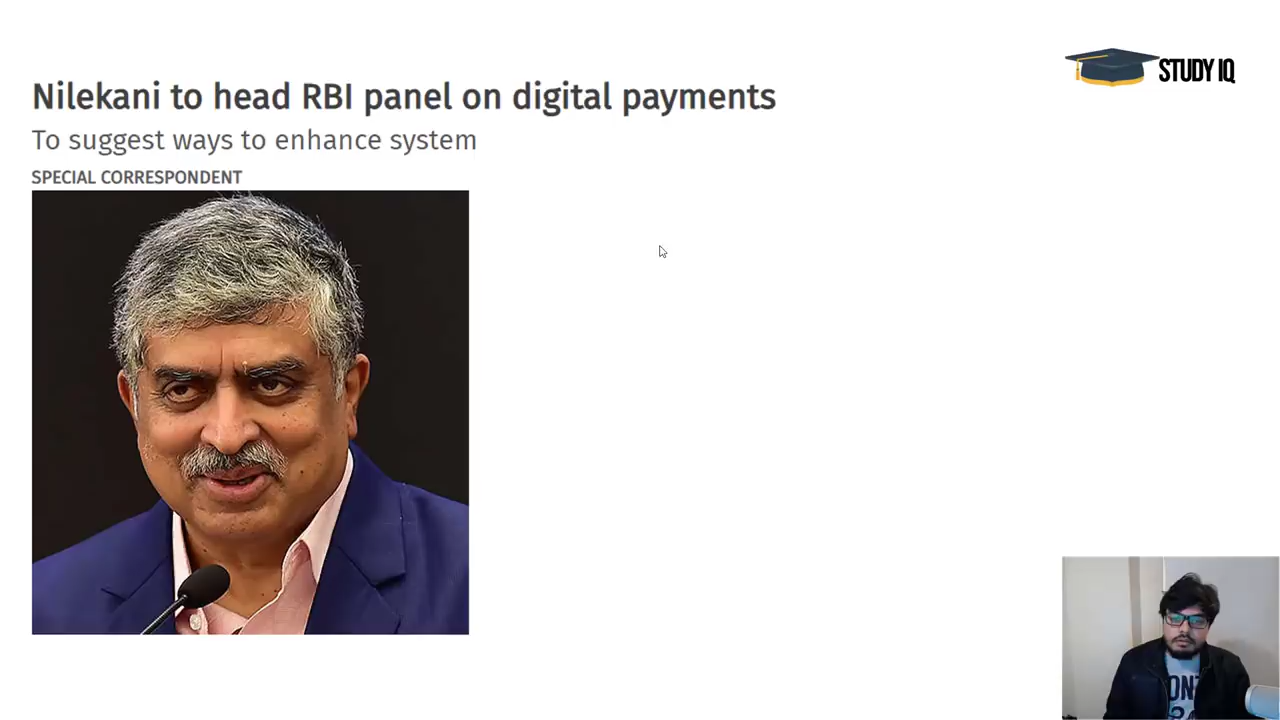 Nilekani to head RBI panel on digital payments
To suggest ways to enhance system
SPECIAL CORRESPONDENT
STUDY IQ